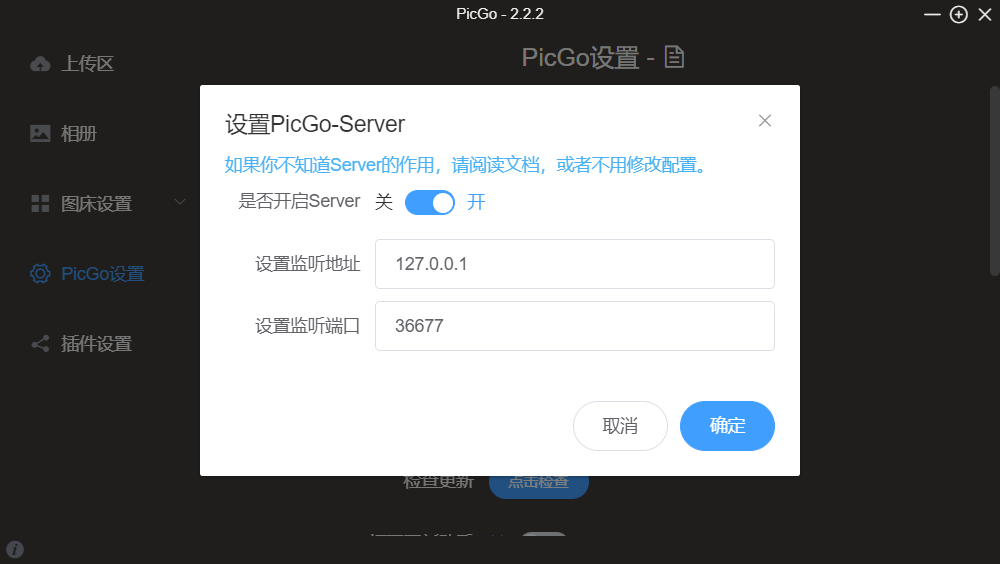 PicGo - 2.2.2
上传区
PicGo设置 -
相册
图床设置
PicGo设置
插件设置
设置PicGo-Server
如果你不知道Server的作用，请阅读文档，或者不用修改配置。
是否开启Server 关 开
设置监听地址 127.0.0.1
设置监听端口 36677
取消 确定
检查更新 点击检查